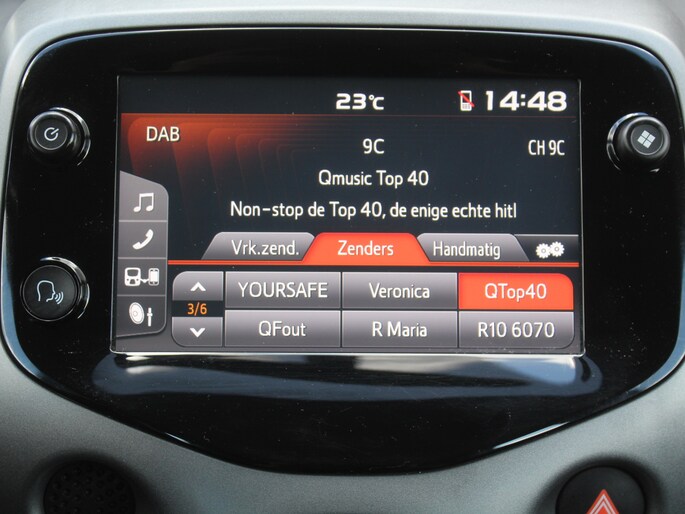 23°C 14:48
DAB
9C CH 9C
Qmusic Top 40
Non-stop de Top 40, de enige echte hit!
Vrk.zend. Zenders Handmatig
YOURSAFE Veronica QTop40
3/6
QFout R Maria R10 6070